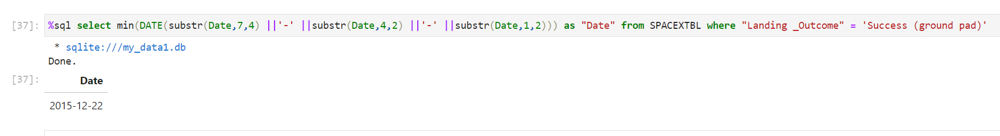 [37]: %sql select min(DATE(substr(Date,7,4) ||'-' ||substr(Date,4,2) ||'-' ||substr(Date,1,2))) as "Date" from SPACEXTBL where "Landing _Outcome" = 'Success (ground pad)'
* sqlite:///my_data1.db
Done.
[37]: Date
2015-12-22